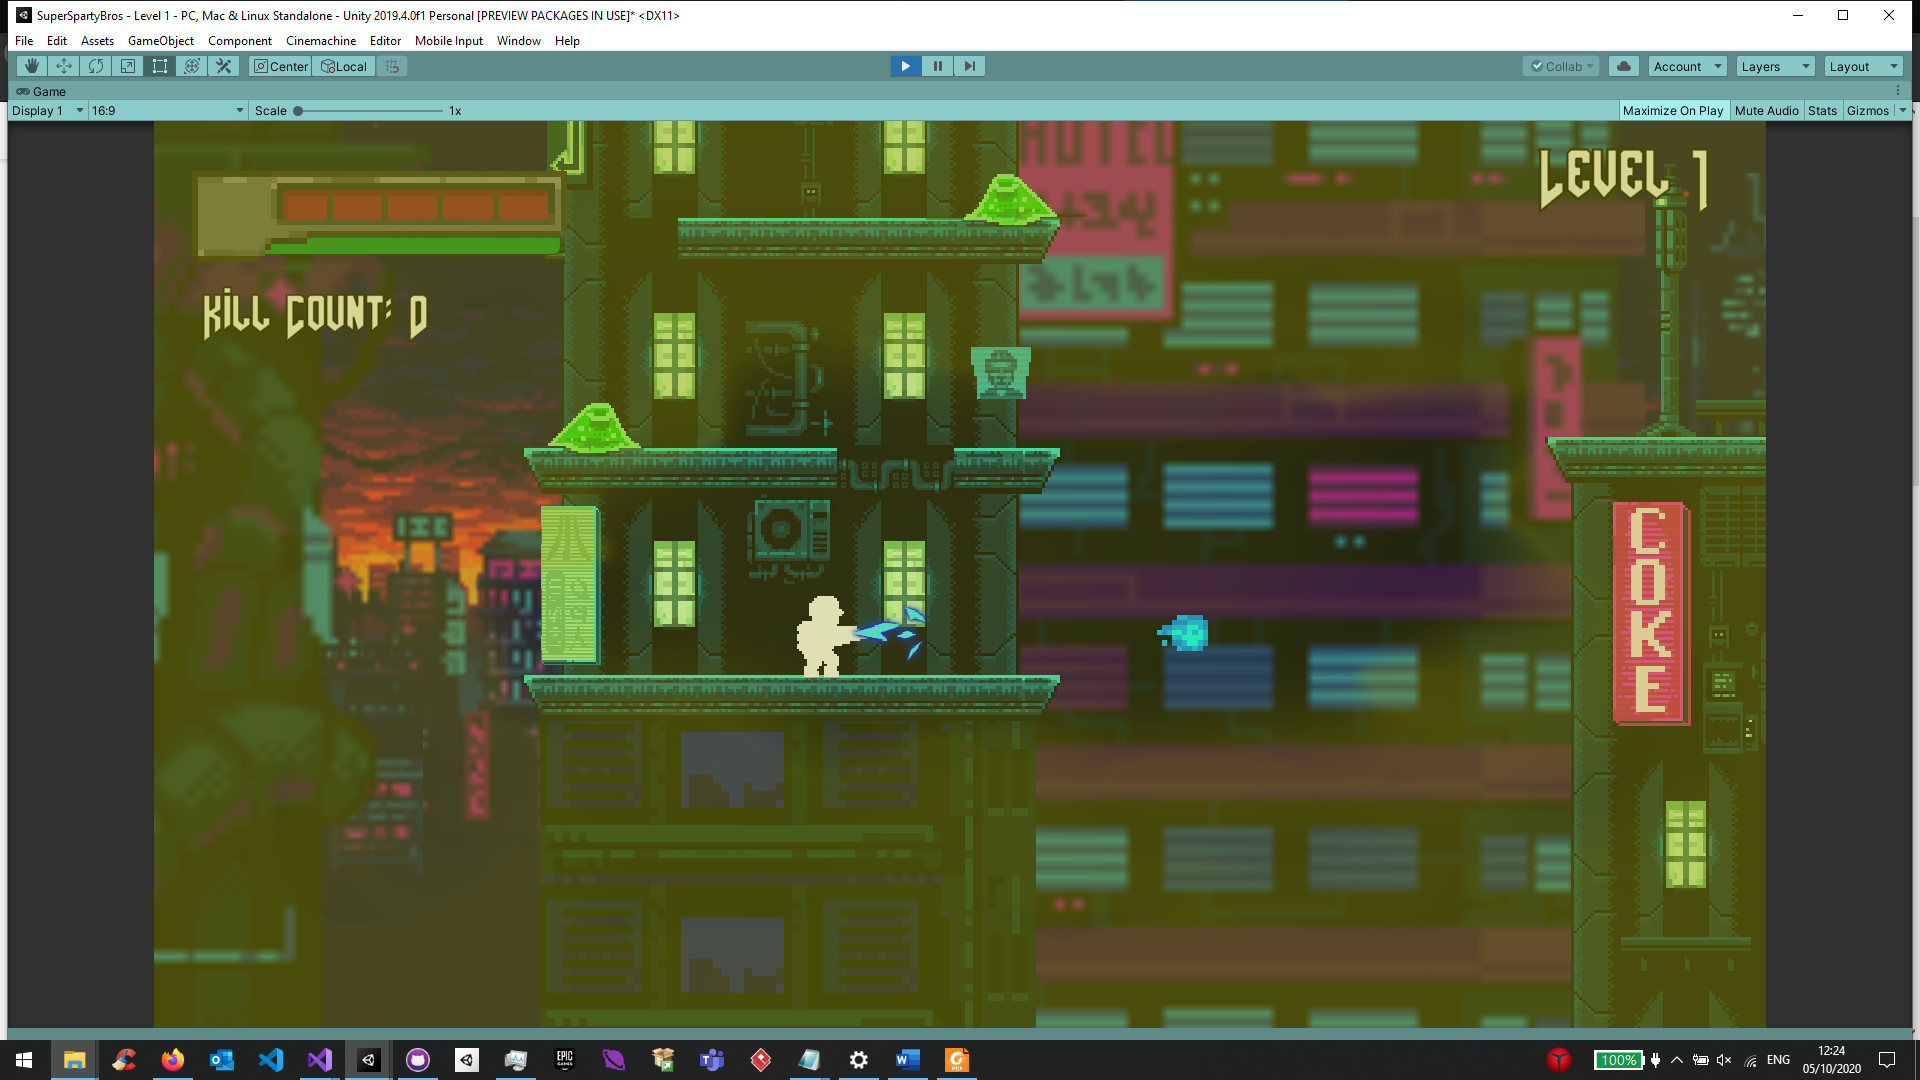 SuperSpartyBros - Level 1 - PC, Mac & Linux Standalone - Unity 2019.4.0f1 Personal [PREVIEW PACKAGES IN USE]* <DX11>
File Edit Assets GameObject Component Cinemachine Editor Mobile Input Window Help
Center Local Collab Account Layers Layout
Game
Display 1 16:9 Scale 1x Maximize On Play Mute Audio Stats Gizmos
LEVEL 1
KILL COUNT: 0
COKE
EPIC GAMES
100% ENG 12:24
05/10/2020